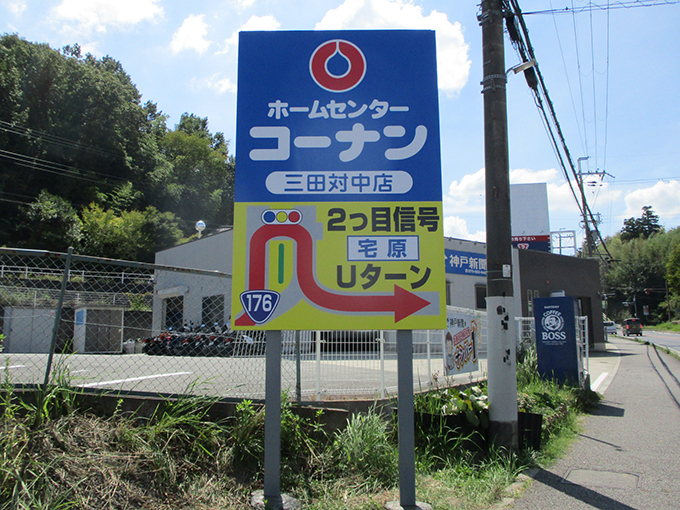 ホームセンター
コーナン
三田対中店
2つ目信号
宅原
Uターン
176
神戸新聞
COFFEE
BOSS